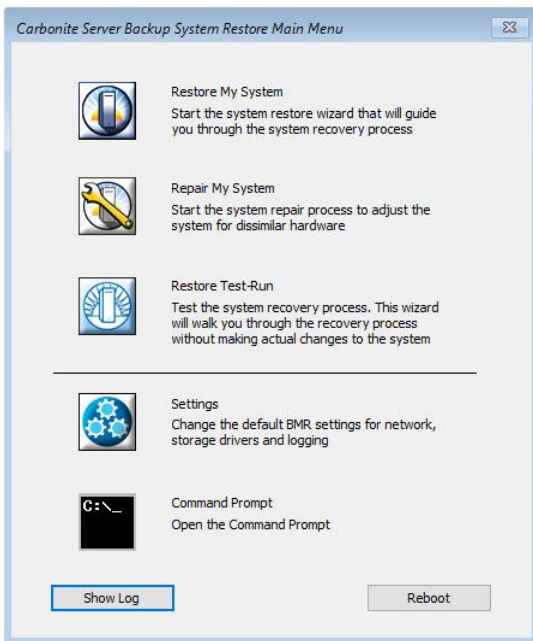 Carbonite Server Backup System Restore Main Menu
Restore My System
Start the system restore wizard that will guide
you through the system recovery process
Repair My System
Start the system repair process to adjust the
system for dissimilar hardware
Restore Test-Run
Test the system recovery process. This wizard
will walk you through the recovery process
without making actual changes to the system
Settings
Change the default BMR settings for network,
storage drivers and logging
C:\_
Command Prompt
Open the Command Prompt
Show Log
Reboot